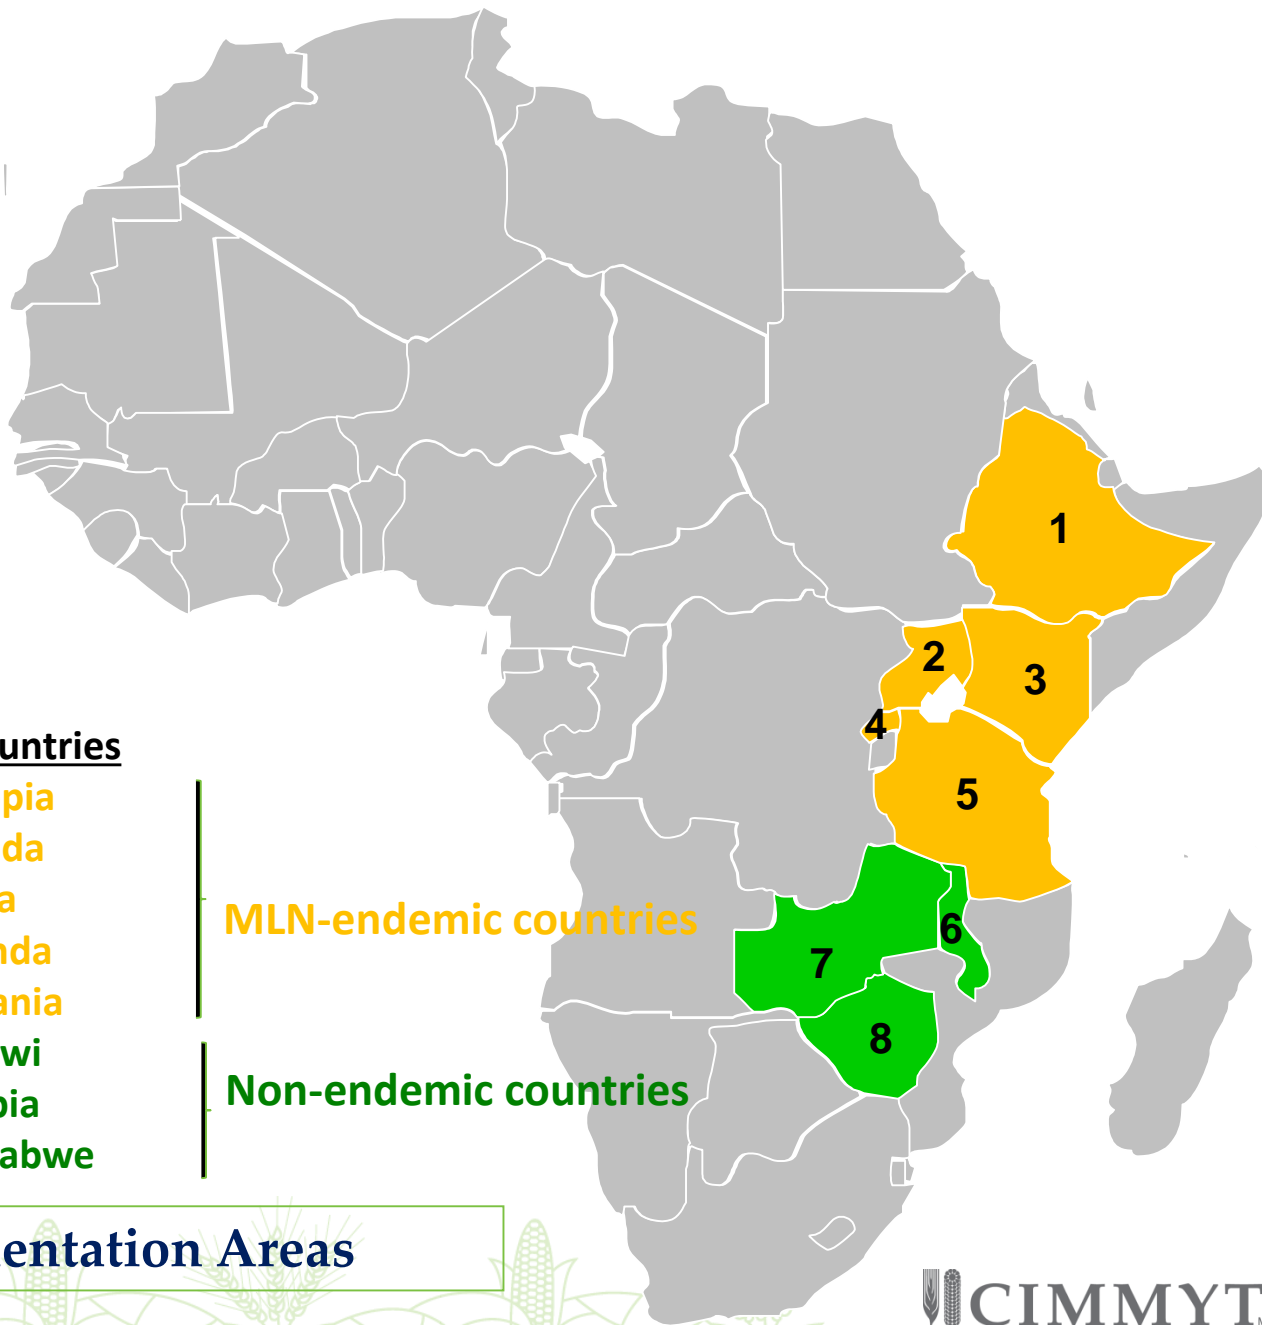 1
2
3
4
5
6
7
8
untries
pia
da
a
nda
ania
wi
bia
abwe
MLN-endemic countries
Non-endemic countries
entation Areas
CIMMYT